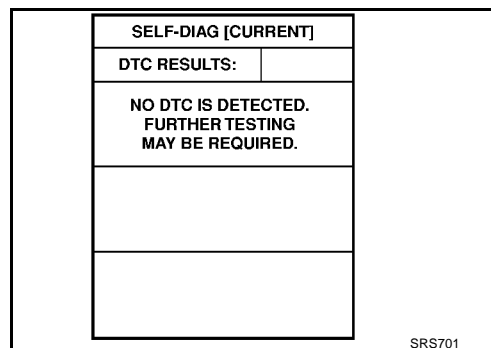 SELF-DIAG [CURRENT]
DTC RESULTS:
NO DTC IS DETECTED.
FURTHER TESTING
MAY BE REQUIRED.
SRS701